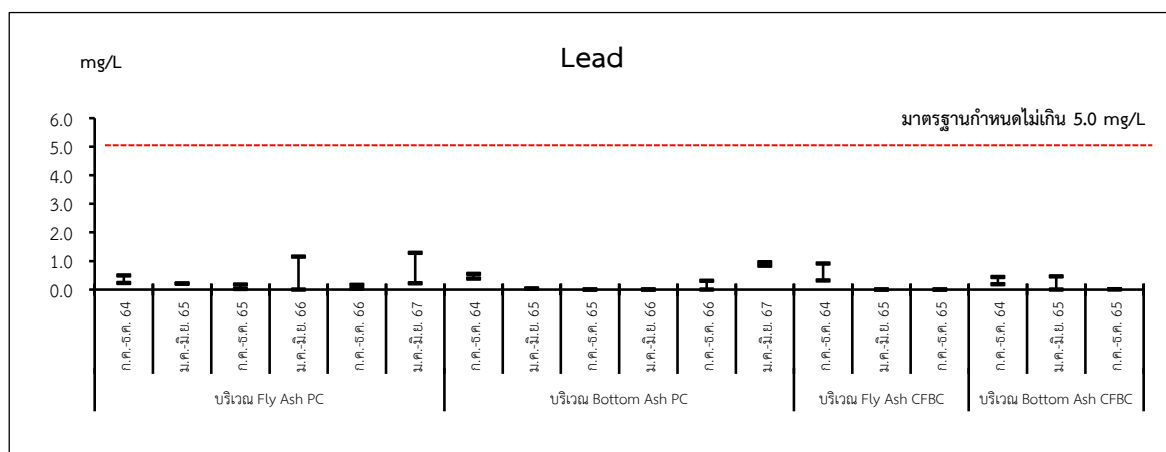 Lead
mg/L
มาตรฐานกำหนดไม่เกิน 5.0 mg/L
6.0
5.0
4.0
3.0
2.0
1.0
0.0
ก.ค.-ธ.ค. 64
ม.ค.-มิ.ย. 65
ก.ค.-ธ.ค. 65
ม.ค.-มิ.ย. 66
ก.ค.-ธ.ค. 66
ม.ค.-มิ.ย. 67
ก.ค.-ธ.ค. 64
ม.ค.-มิ.ย. 65
ก.ค.-ธ.ค. 65
ม.ค.-มิ.ย. 66
ก.ค.-ธ.ค. 66
ม.ค.-มิ.ย. 67
ก.ค.-ธ.ค. 64
ม.ค.-มิ.ย. 65
ก.ค.-ธ.ค. 65
ก.ค.-ธ.ค. 64
ม.ค.-มิ.ย. 65
ก.ค.-ธ.ค. 65
บริเวณ Fly Ash PC
บริเวณ Bottom Ash PC
บริเวณ Fly Ash CFBC
บริเวณ Bottom Ash CFBC